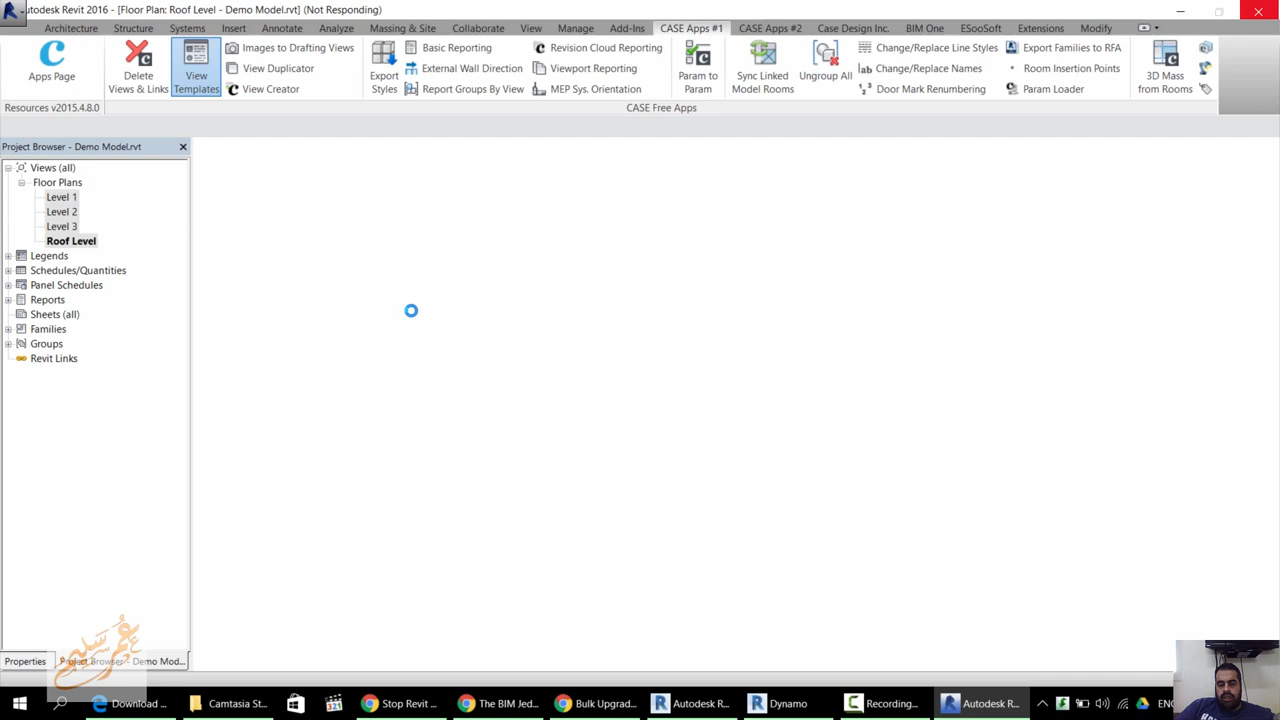 utodesk Revit 2016 - [Floor Plan: Roof Level - Demo Model.rvt] (Not Responding)
Architecture Structure Systems Insert Annotate Analyze Massing & Site Collaborate View Manage Add-Ins CASE Apps #1 CASE Apps #2 Case Design Inc. BIM One ESooSoft Extensions Modify
Apps Page
Resources v2015.4.8.0
Delete
Views & Links
View
Templates
Images to Drafting Views
View Duplicator
View Creator
Export
Styles
Basic Reporting
External Wall Direction
Report Groups By View
Revision Cloud Reporting
Viewport Reporting
MEP Sys. Orientation
Param to
Param
Sync Linked
Model Rooms
Ungroup All
Change/Replace Line Styles
Change/Replace Names
Door Mark Renumbering
Export Families to RFA
Room Insertion Points
Param Loader
3D Mass
from Rooms
CASE Free Apps
Project Browser - Demo Model.rvt
Views (all)
Floor Plans
Level 1
Level 2
Level 3
Roof Level
Legends
Schedules/Quantities
Panel Schedules
Reports
Sheets (all)
Families
Groups
Revit Links
Properties Project Browser - Demo Mod...
عمر سليم
Download ... Camtasia St... Stop Revit ... The BIM Jed... Bulk Upgrad... Autodesk R... Dynamo Recording... Autodesk R... ENG